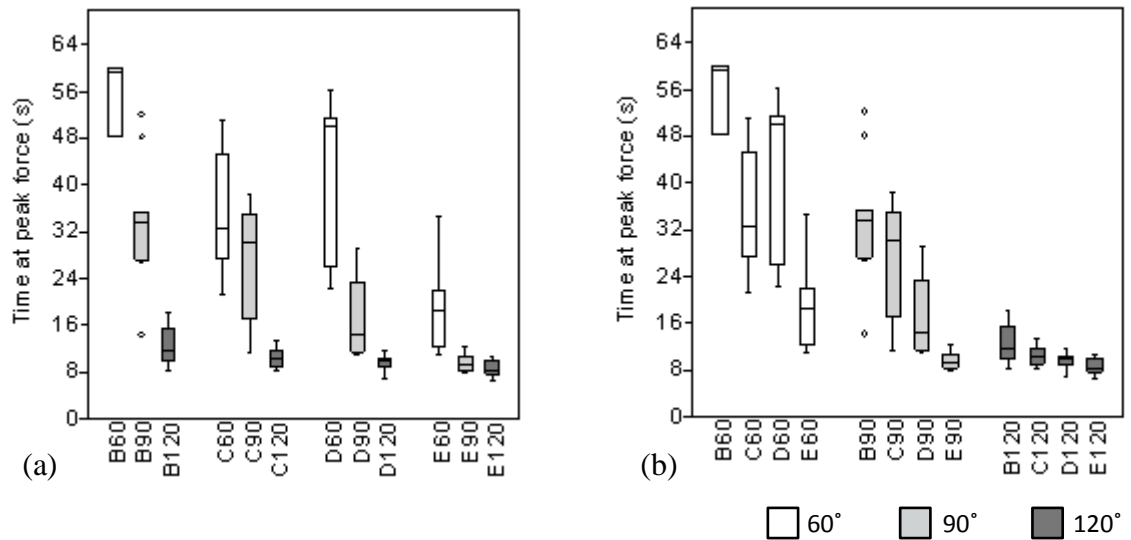 Time at peak force (s)
64
56
48
40
32
24
16
8
0
B60
B90
B120
C60
C90
C120
D60
D90
D120
E60
E90
E120
(a)
Time at peak force (s)
64
56
48
40
32
24
16
8
0
B60
C60
D60
E60
B90
C90
D90
E90
B120
C120
D120
E120
(b)
60˚ 90˚ 120˚